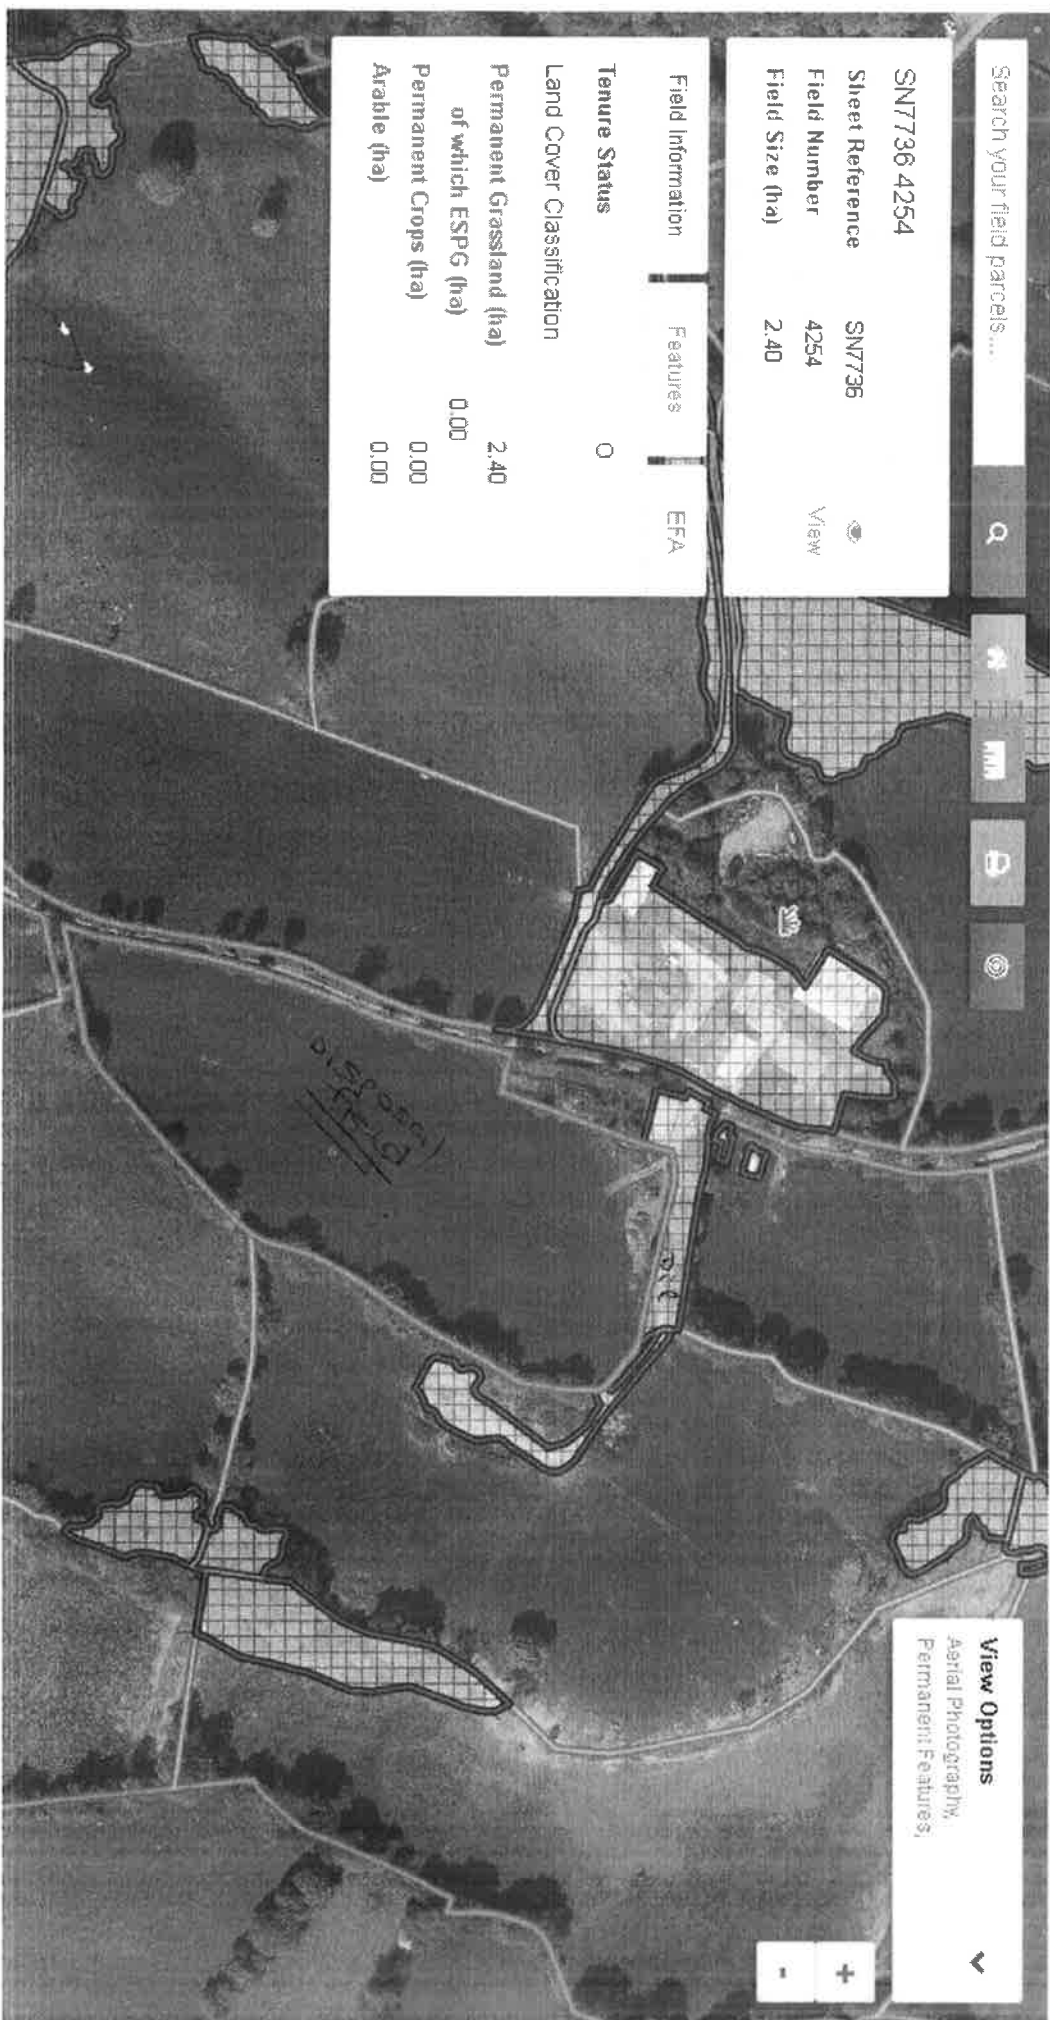 Search your field parcels...
SN7736 4254
Sheet Reference SN7736
View
Field Number 4254
Field Size (ha) 2.40
Field Information Features EFA
Tenure Status O
Land Cover Classification
Permanent Grassland (ha) 2.40
of which ESPG (ha) 0.00
Permanent Crops (ha) 0.00
Arable (ha) 0.00
View Options
Aerial Photography,
Permanent Features,
+
-